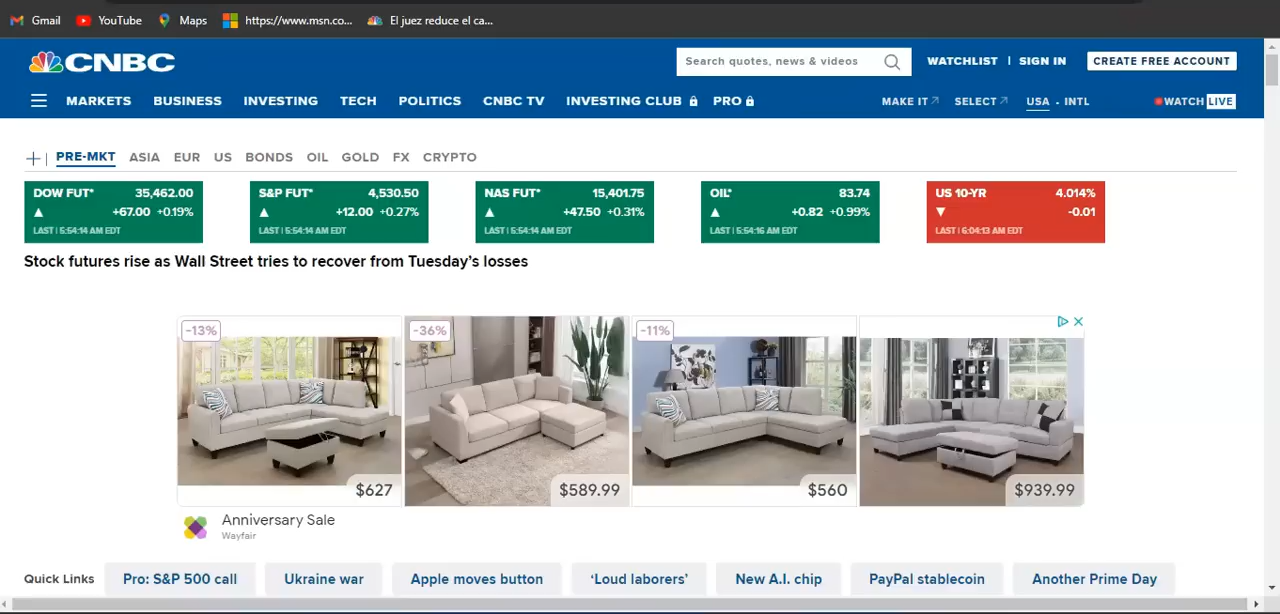 Gmail YouTube Maps https://www.msn.co... El juez reduce el ca...
CNBC Search quotes, news & videos WATCHLIST | SIGN IN CREATE FREE ACCOUNT
MARKETS BUSINESS INVESTING TECH POLITICS CNBC TV INVESTING CLUB PRO MAKE IT SELECT USA - INTL WATCH LIVE
PRE-MKT ASIA EUR US BONDS OIL GOLD FX CRYPTO
DOW FUT* 35,462.00 S&P FUT* 4,530.50 NAS FUT* 15,401.75 OIL* 83.74 US 10-YR 4.014%
+67.00 +0.19% +12.00 +0.27% +47.50 +0.31% +0.82 +0.99% -0.01
LAST | 5:54:14 AM EDT LAST | 5:54:14 AM EDT LAST | 5:54:14 AM EDT LAST | 5:54:16 AM EDT LAST | 6:04:13 AM EDT
Stock futures rise as Wall Street tries to recover from Tuesday's losses
-13% -36% -11%
$627 $589.99 $560 $939.99
Anniversary Sale
Wayfair
Quick Links Pro: S&P 500 call Ukraine war Apple moves button ‘Loud laborers’ New A.I. chip PayPal stablecoin Another Prime Day